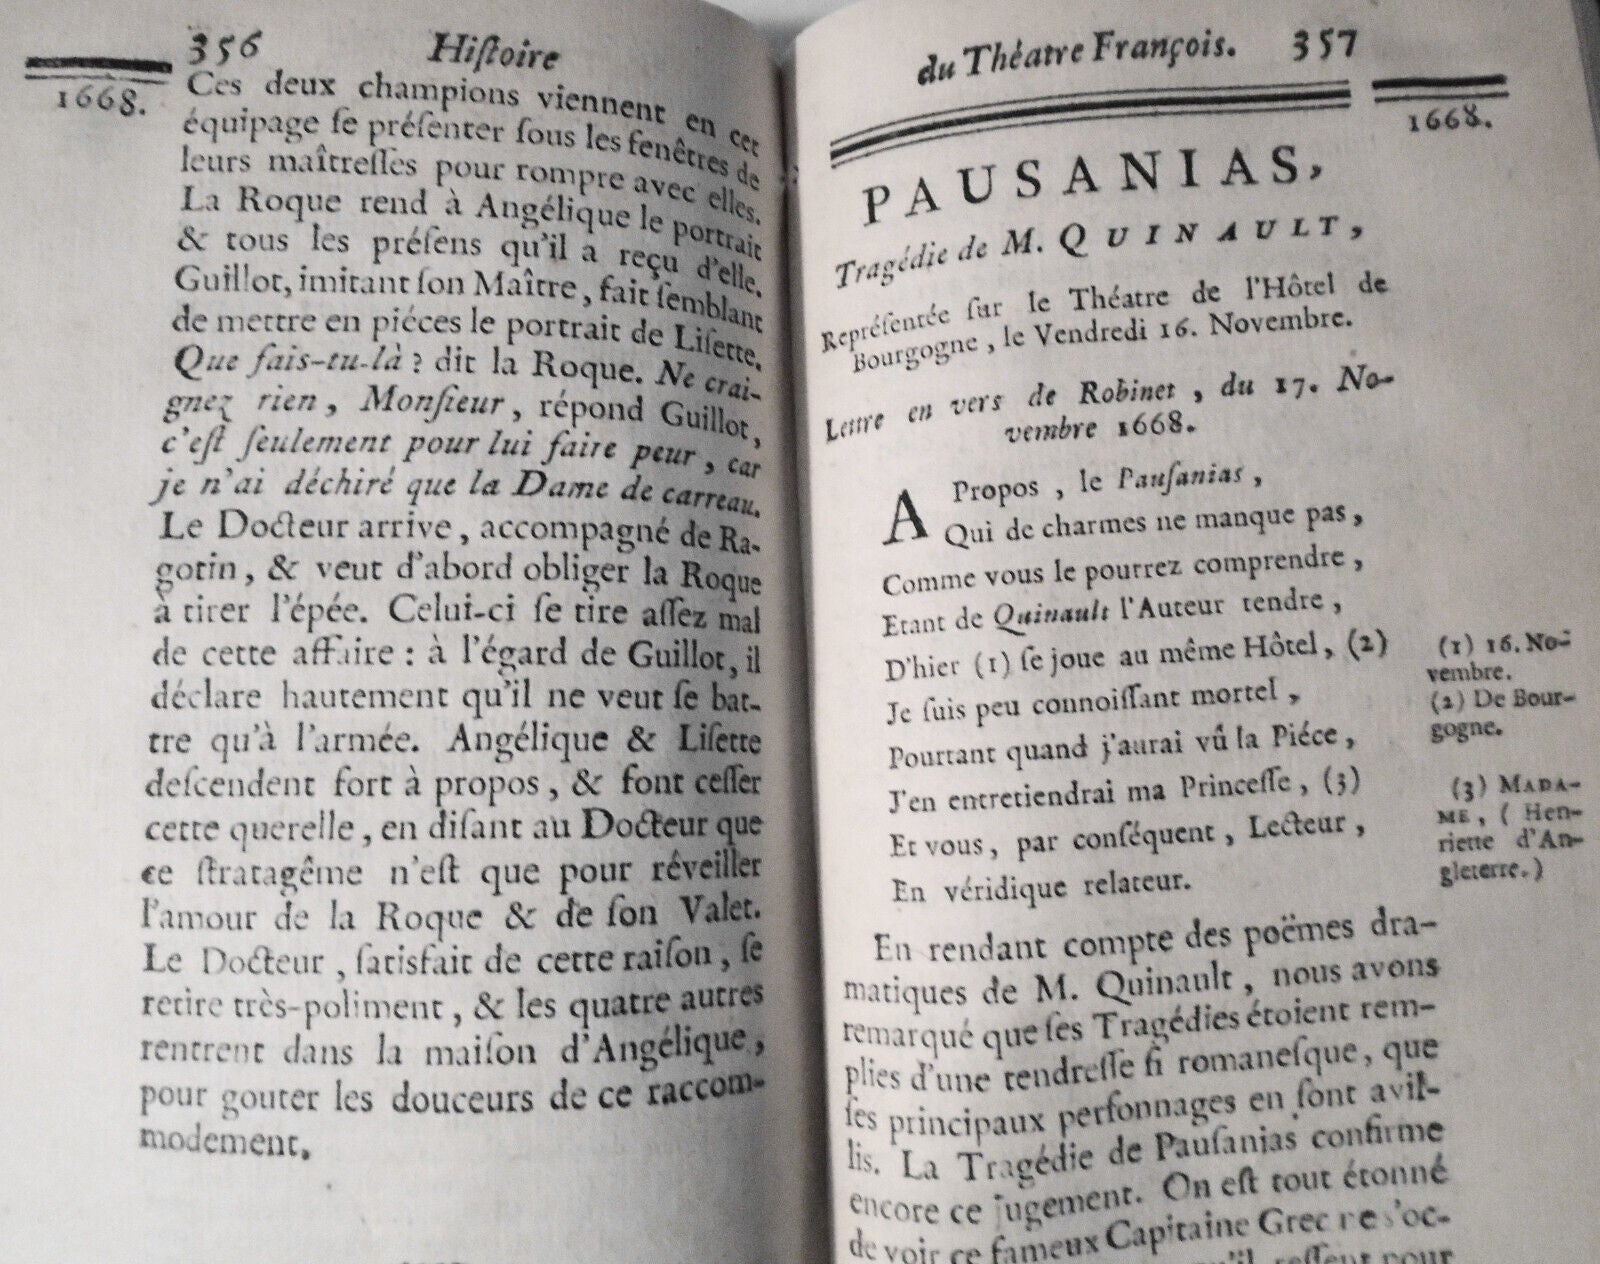 356 Hiſtoire
1668.
Ces deux champions viennent en cet
équipage ſe préſenter ſous les fenêtres de
leurs maîtreſſes pour rompre avec elles.
La Roque rend à Angélique le portrait
& tous les préſens qu'il a reçu d'elle.
Guillot, imitant ſon Maître, fait ſemblant
de mettre en piéces le portrait de Liſette.
Que fais-tu-là ? dit la Roque. Ne crai-
gnez rien, Monſieur, répond Guillot,
c'eſt ſeulement pour lui faire peur, car
je n'ai déchiré que la Dame de carreau.
Le Docteur arrive, accompagné de Ra-
gotin, & veut d'abord obliger la Roque
à tirer l'épée. Celui-ci ſe tire aſſez mal
de cette affaire : à l'égard de Guillot, il
déclare hautement qu'il ne veut ſe bat-
tre qu'à l'armée. Angélique & Liſette
deſcendent fort à propos, & font ceſſer
cette querelle, en diſant au Docteur que
ce ſtratagême n'eſt que pour réveiller
l'amour de la Roque & de ſon Valet.
Le Docteur, ſatisfait de cette raiſon, ſe
retire très-poliment, & les quatre autres
rentrent dans la maiſon d'Angélique,
pour gouter les douceurs de ce raccom-
modement.
du Théatre François. 357
1668.
PAUSANIAS,
Tragédie de M. QUINAULT,
Repréſentée ſur le Théatre de l'Hôtel de
Bourgogne, le Vendredi 16. Novembre.
Lettre en vers de Robinet, du 17. No-
vembre 1668.
A Propos, le Pauſanias,
Qui de charmes ne manque pas,
Comme vous le pourrez comprendre,
Etant de Quinault l'Auteur tendre,
D'hier (1) ſe joue au même Hôtel, (2)
Je ſuis peu connoiſſant mortel,
Pourtant quand j'aurai vû la Piéce,
J'en entretiendrai ma Princeſſe, (3)
Et vous, par conſéquent, Lecteur,
En véridique relateur.
(1) 16. No-
vembre.
(2) De Bour-
gogne.
(3) MADA-
ME, ( Hen-
riette d'An-
gleterre.)
En rendant compte des poëmes dra-
matiques de M. Quinault, nous avons
remarqué que ſes Tragédies étoient rem-
plies d'une tendreſſe ſi romaneſque, que
ſes principaux perſonnages en ſont avil-
lis. La Tragédie de Pauſanias confirme
encore ce jugement. On eſt tout étonné
de voir ce fameux Capitaine Grec ne s'oc-
qu'il reſſent pour